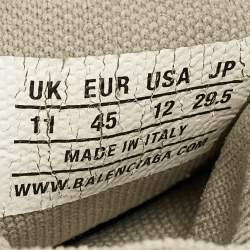 UK EUR USA JP
11 45 12 29.5
MADE IN ITALY
WWW.BALENCIAGA.COM